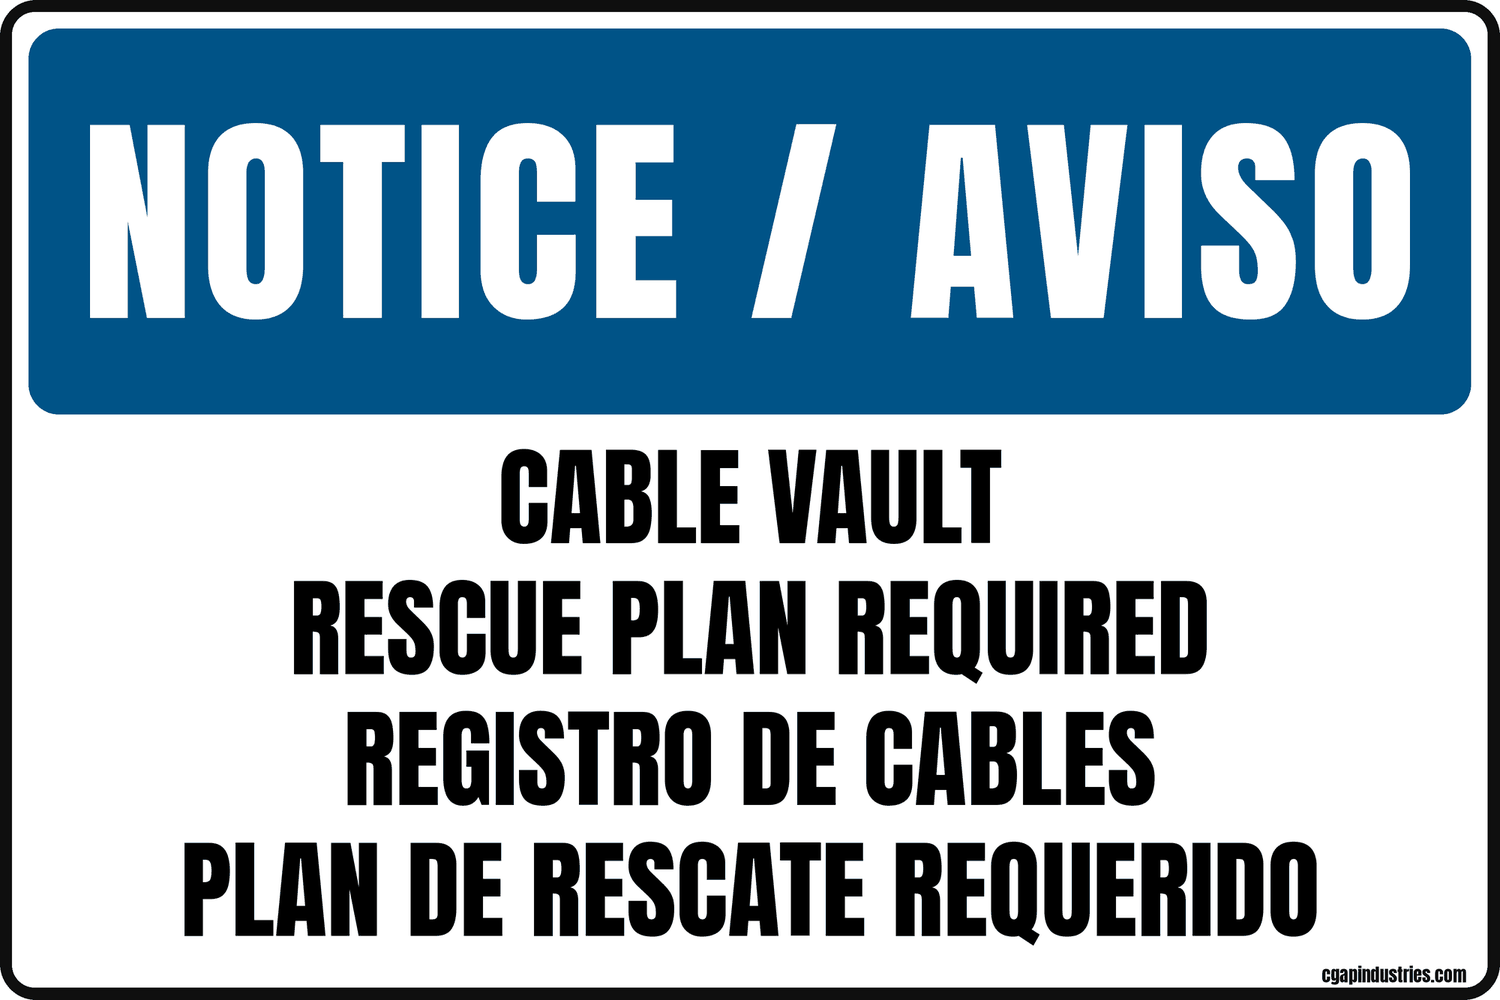 NOTICE / AVISO
CABLE VAULT
RESCUE PLAN REQUIRED
REGISTRO DE CABLES
PLAN DE RESCATE REQUERIDO
cgapindustries.com